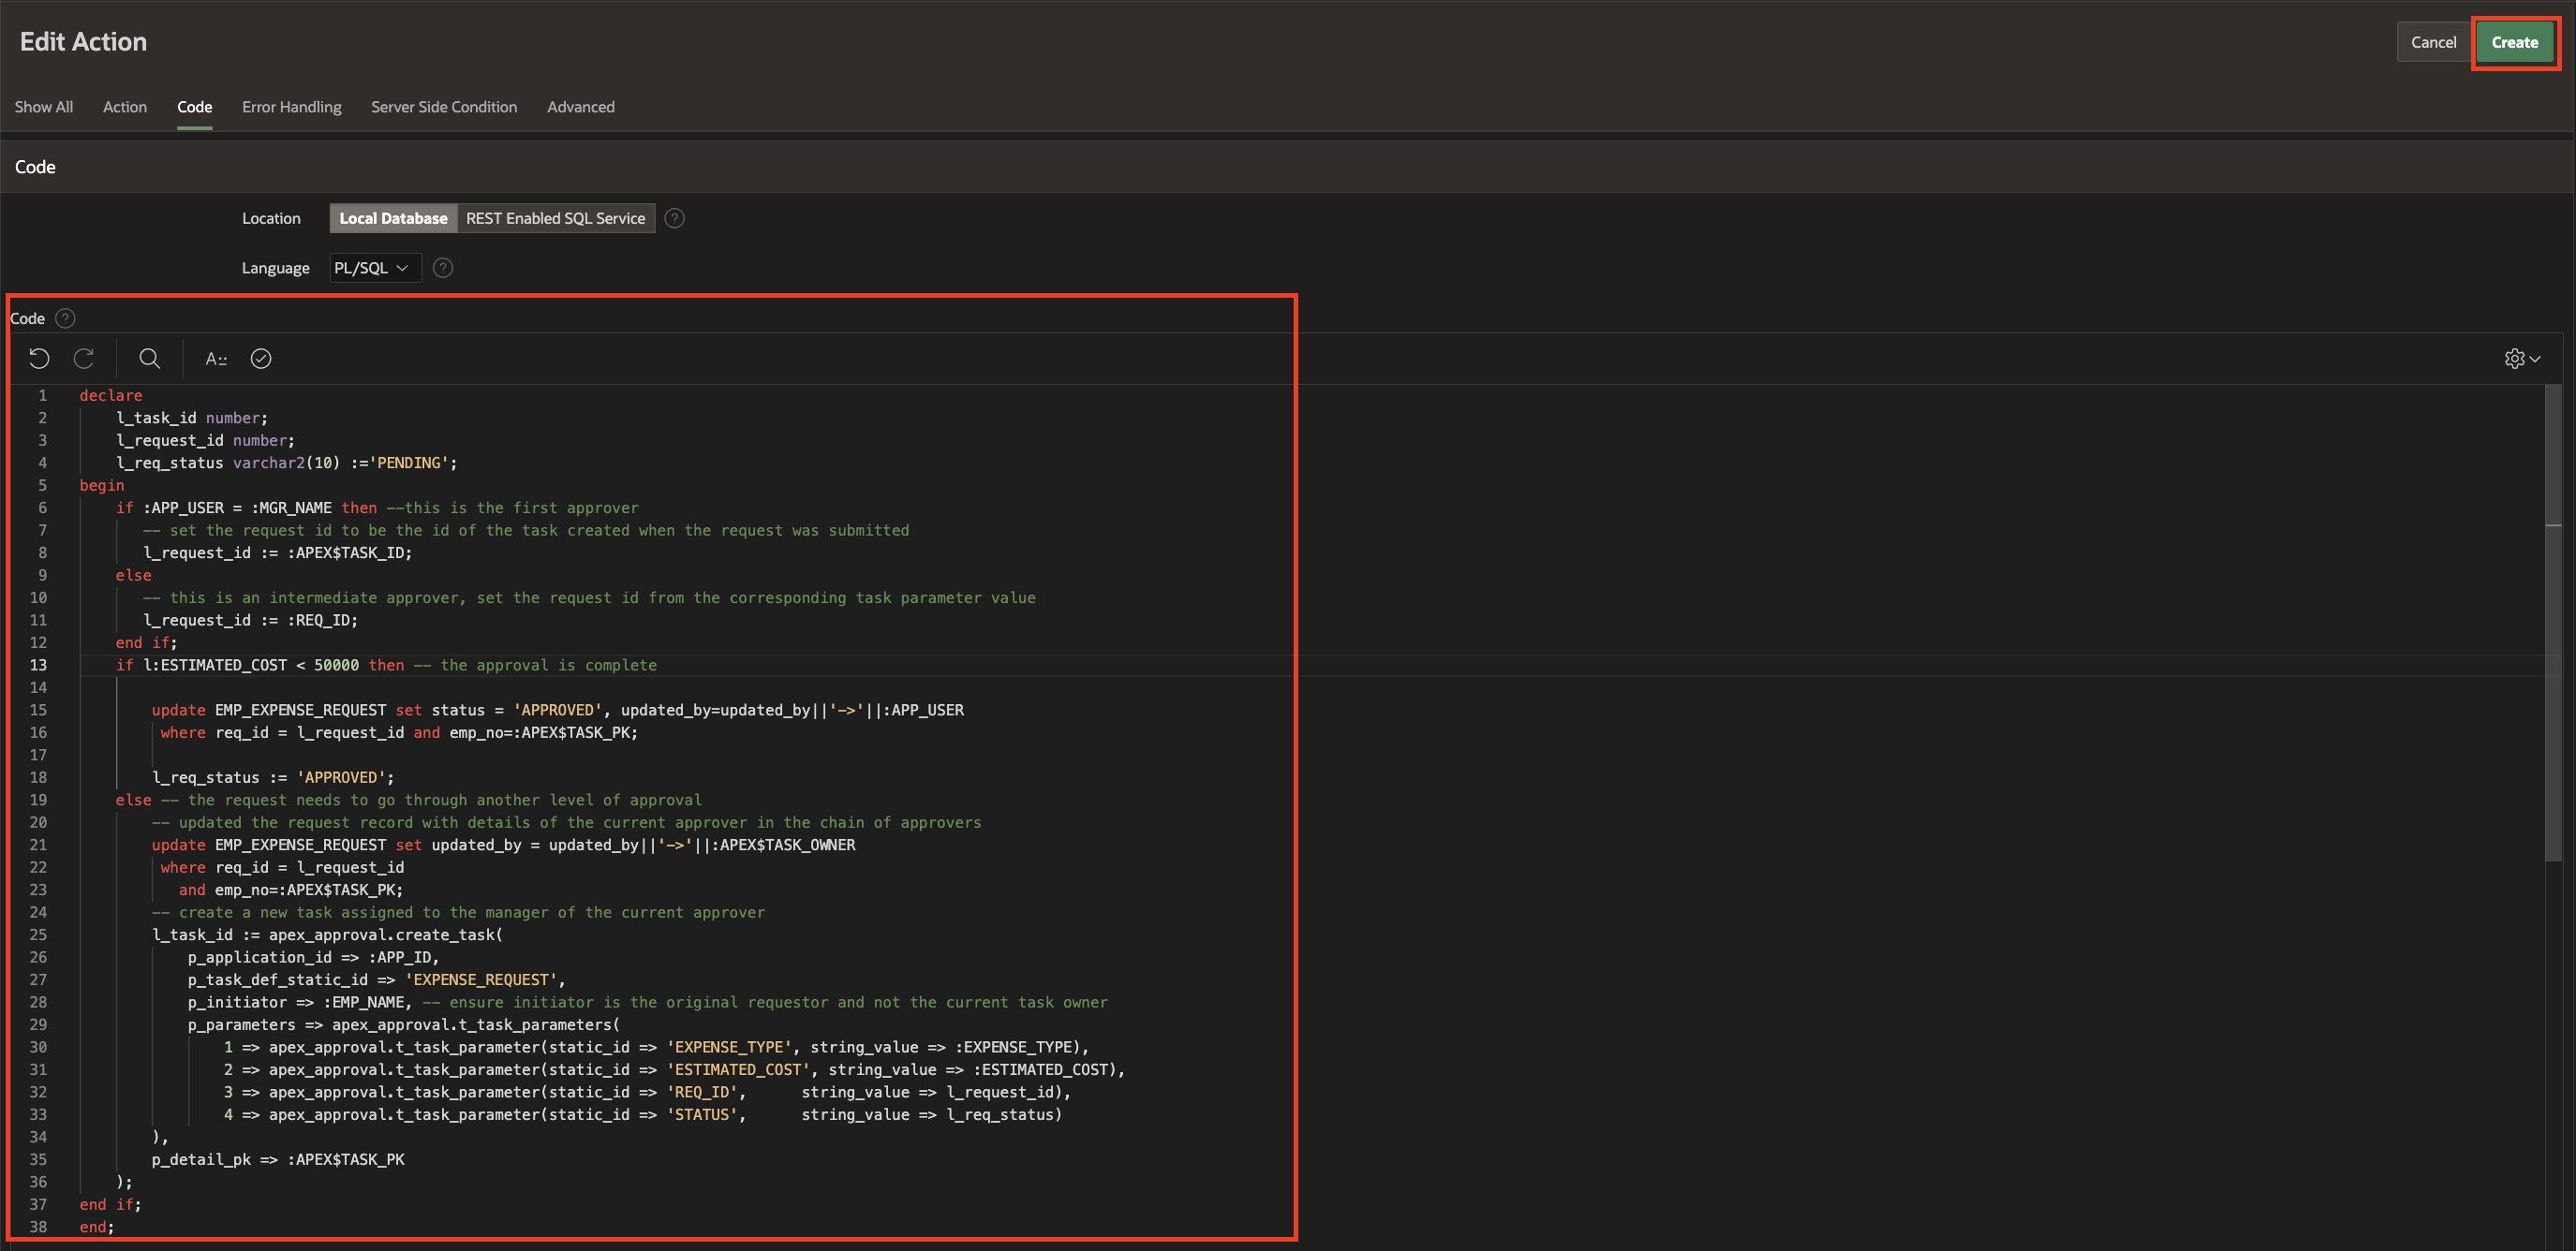 Edit Action
Cancel Create
Show All Action Code Error Handling Server Side Condition Advanced
Code
Location Local Database REST Enabled SQL Service ?
Language PL/SQL ?
Code ?
A::
1 declare
2 l_task_id number;
3 l_request_id number;
4 l_req_status varchar2(10) :='PENDING';
5 begin
6 if :APP_USER = :MGR_NAME then --this is the first approver
7 -- set the request id to be the id of the task created when the request was submitted
8 l_request_id := :APEX$TASK_ID;
9 else
10 -- this is an intermediate approver, set the request id from the corresponding task parameter value
11 l_request_id := :REQ_ID;
12 end if;
13 if l:ESTIMATED_COST < 50000 then -- the approval is complete
14
15 update EMP_EXPENSE_REQUEST set status = 'APPROVED', updated_by=updated_by||'->'||:APP_USER
16 where req_id = l_request_id and emp_no=:APEX$TASK_PK;
17
18 l_req_status := 'APPROVED';
19 else -- the request needs to go through another level of approval
20 -- updated the request record with details of the current approver in the chain of approvers
21 update EMP_EXPENSE_REQUEST set updated_by = updated_by||'->'||:APEX$TASK_OWNER
22 where req_id = l_request_id
23 and emp_no=:APEX$TASK_PK;
24 -- create a new task assigned to the manager of the current approver
25 l_task_id := apex_approval.create_task(
26 p_application_id => :APP_ID,
27 p_task_def_static_id => 'EXPENSE_REQUEST',
28 p_initiator => :EMP_NAME, -- ensure initiator is the original requestor and not the current task owner
29 p_parameters => apex_approval.t_task_parameters(
30 1 => apex_approval.t_task_parameter(static_id => 'EXPENSE_TYPE', string_value => :EXPENSE_TYPE),
31 2 => apex_approval.t_task_parameter(static_id => 'ESTIMATED_COST', string_value => :ESTIMATED_COST),
32 3 => apex_approval.t_task_parameter(static_id => 'REQ_ID', string_value => l_request_id),
33 4 => apex_approval.t_task_parameter(static_id => 'STATUS', string_value => l_req_status)
34 ),
35 p_detail_pk => :APEX$TASK_PK
36 );
37 end if;
38 end;